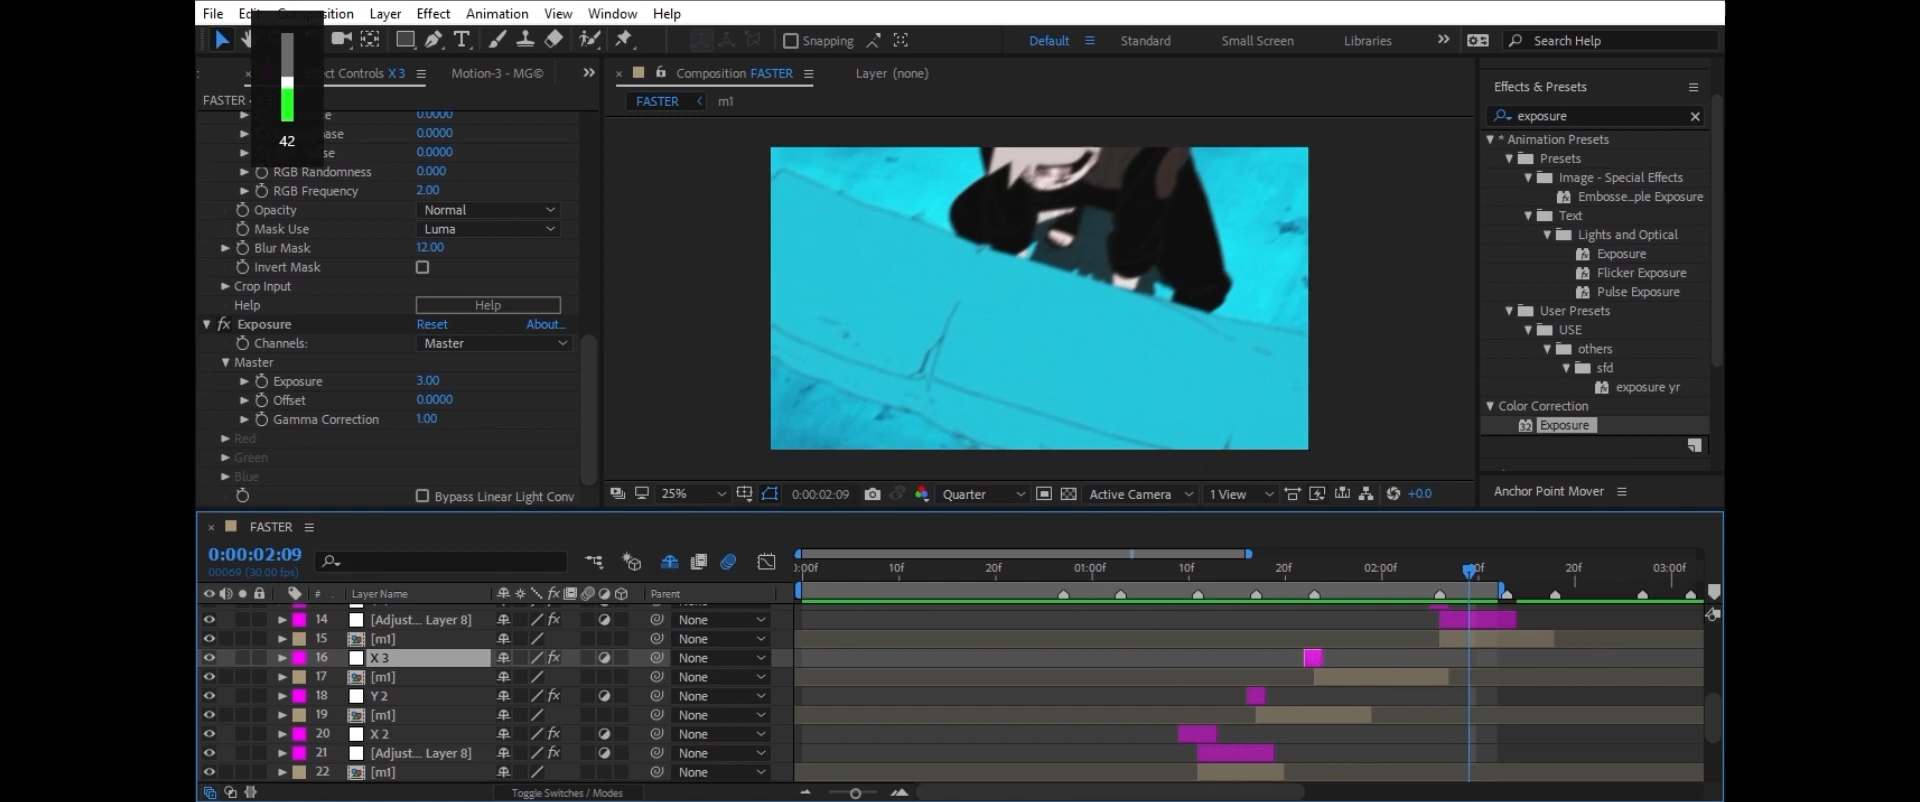 File Edit Composition Layer Effect Animation View Window Help
Snapping Default Standard Small Screen Libraries Search Help
Effect Controls X 3 Motion-3 - MG©
Composition FASTER Layer (none)
FASTER
FASTER m1
42
0.0000
0.0000
0.0000
RGB Randomness 0.000
RGB Frequency 2.00
Opacity Normal
Mask Use Luma
Blur Mask 12.00
Invert Mask
Crop Input
Help Help
fx Exposure Reset About...
Channels: Master
Master
Exposure 3.00
Offset 0.0000
Gamma Correction 1.00
Red
Green
Blue
Bypass Linear Light Conv
25% 0:00:02:09 Quarter Active Camera 1 View +0.0
Effects & Presets
exposure
* Animation Presets
Presets
Image - Special Effects
Embosse...ple Exposure
Text
Lights and Optical
Exposure
Flicker Exposure
Pulse Exposure
User Presets
USE
others
sfd
exposure yr
Color Correction
32 Exposure
Anchor Point Mover
FASTER
0:00:02:09
00069 (30.00 fps)
):00f 10f 20f 01:00f 10f 20f 02:00f 20f 03:00f
# Layer Name fx Parent
14 [Adjust... Layer 8] fx None
15 [m1] None
16 X 3 fx None
17 [m1] None
18 Y 2 fx None
19 [m1] None
20 X 2 fx None
21 [Adjust... Layer 8] fx None
22 [m1] None
Toggle Switches / Modes